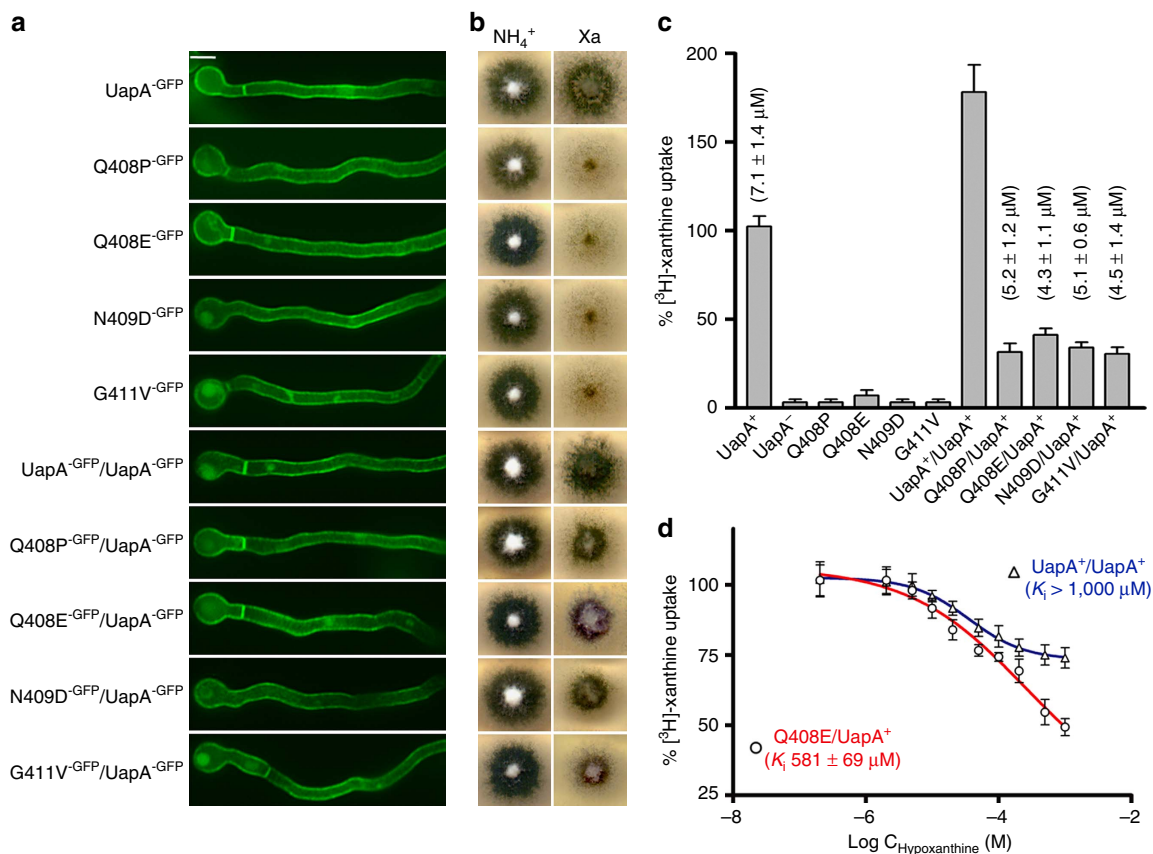 a
UapA-GFP
Q408P-GFP
Q408E-GFP
N409D-GFP
G411V-GFP
UapA-GFP/UapA-GFP
Q408P-GFP/UapA-GFP
Q408E-GFP/UapA-GFP
N409D-GFP/UapA-GFP
G411V-GFP/UapA-GFP
b
NH4+ Xa
c
% [3H]-xanthine uptake
200
150
100
50
0
(7.1 ± 1.4 μM)
(5.2 ± 1.2 μM)
(4.3 ± 1.1 μM)
(5.1 ± 0.6 μM)
(4.5 ± 1.4 μM)
UapA+
UapA−
Q408P
Q408E
N409D
G411V
UapA+/UapA+
Q408P/UapA+
Q408E/UapA+
N409D/UapA+
G411V/UapA+
d
% [3H]-xanthine uptake
100
75
50
25
UapA+/UapA+
(Ki > 1,000 μM)
Q408E/UapA+
(Ki 581 ± 69 μM)
−8 −6 −4 −2
Log CHypoxanthine (M)